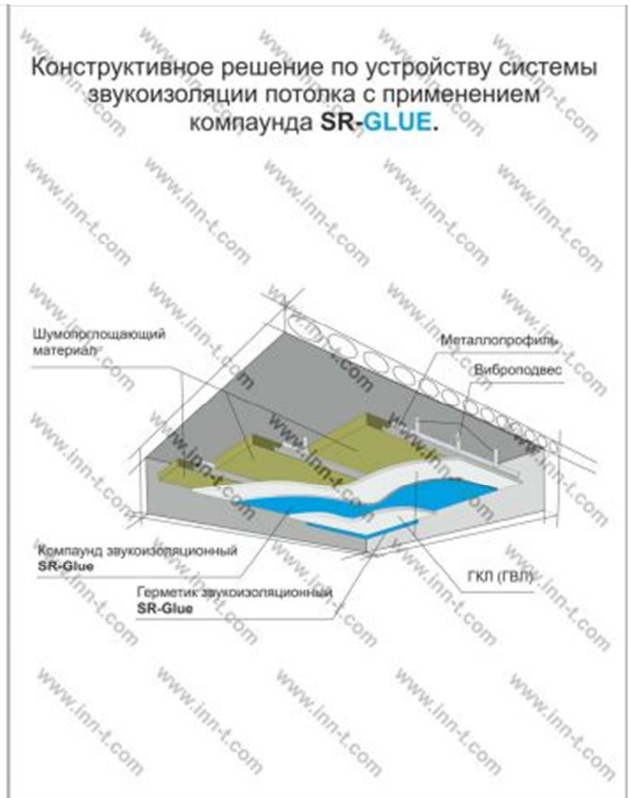 Конструктивное решение по устройству системы
звукоизоляции потолка с применением
компаунда SR-GLUE.
Шумопоглощающий
материал
Металлопрофиль
Виброподвес
Компаунд звукоизоляционный
SR-Glue
Герметик звукоизоляционный
SR-Glue
ГКЛ (ГВЛ)
www.inn-t.com